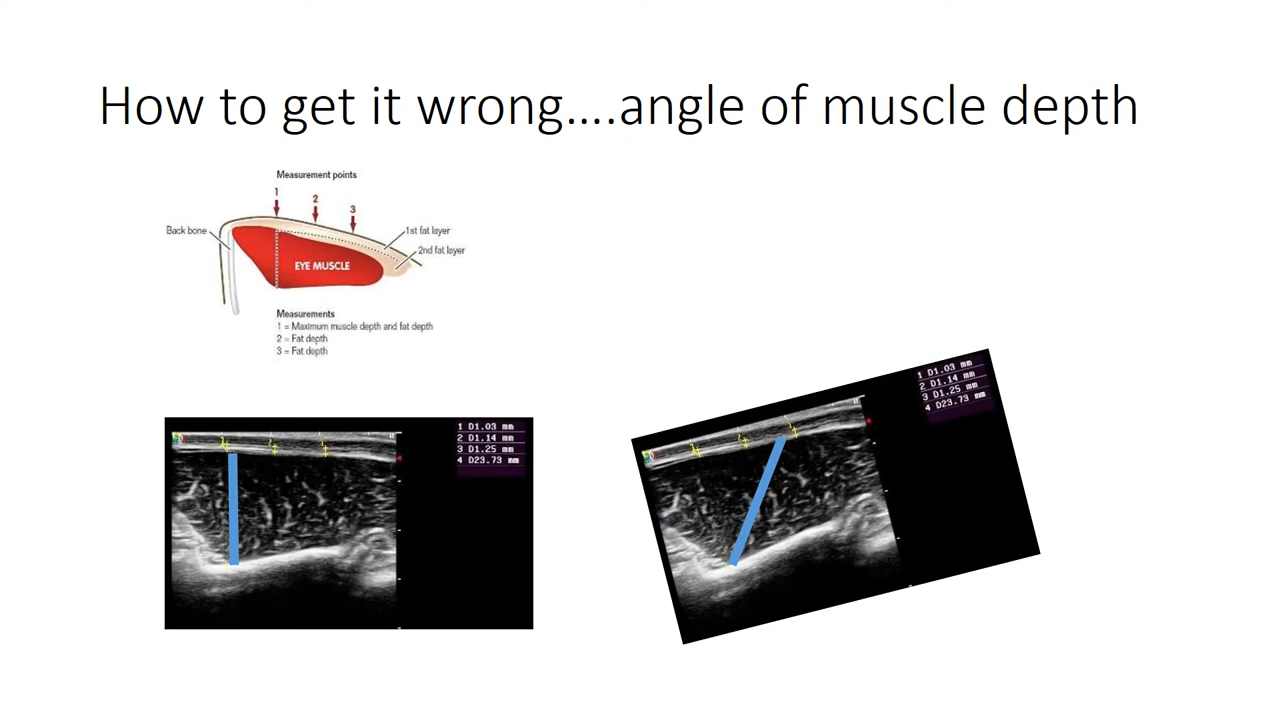 How to get it wrong....angle of muscle depth
Measurement points
1
2
3
Back bone
1st fat layer
2nd fat layer
EYE MUSCLE
Measurements
1 = Maximum muscle depth and fat depth
2 = Fat depth
3 = Fat depth
1 D1.03 mm
2 D1.14 mm
3 D1.25 mm
4 D23.73 mm
1 D1.03 mm
2 D1.14 mm
3 D1.25 mm
4 D23.73 mm